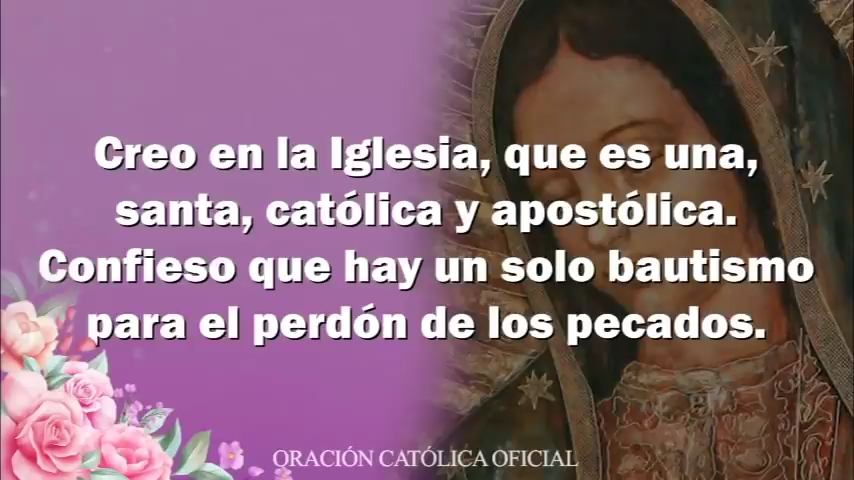 Creo en la Iglesia, que es una,
santa, católica y apostólica.
Confieso que hay un solo bautismo
para el perdón de los pecados.
ORACIÓN CATÓLICA OFICIAL